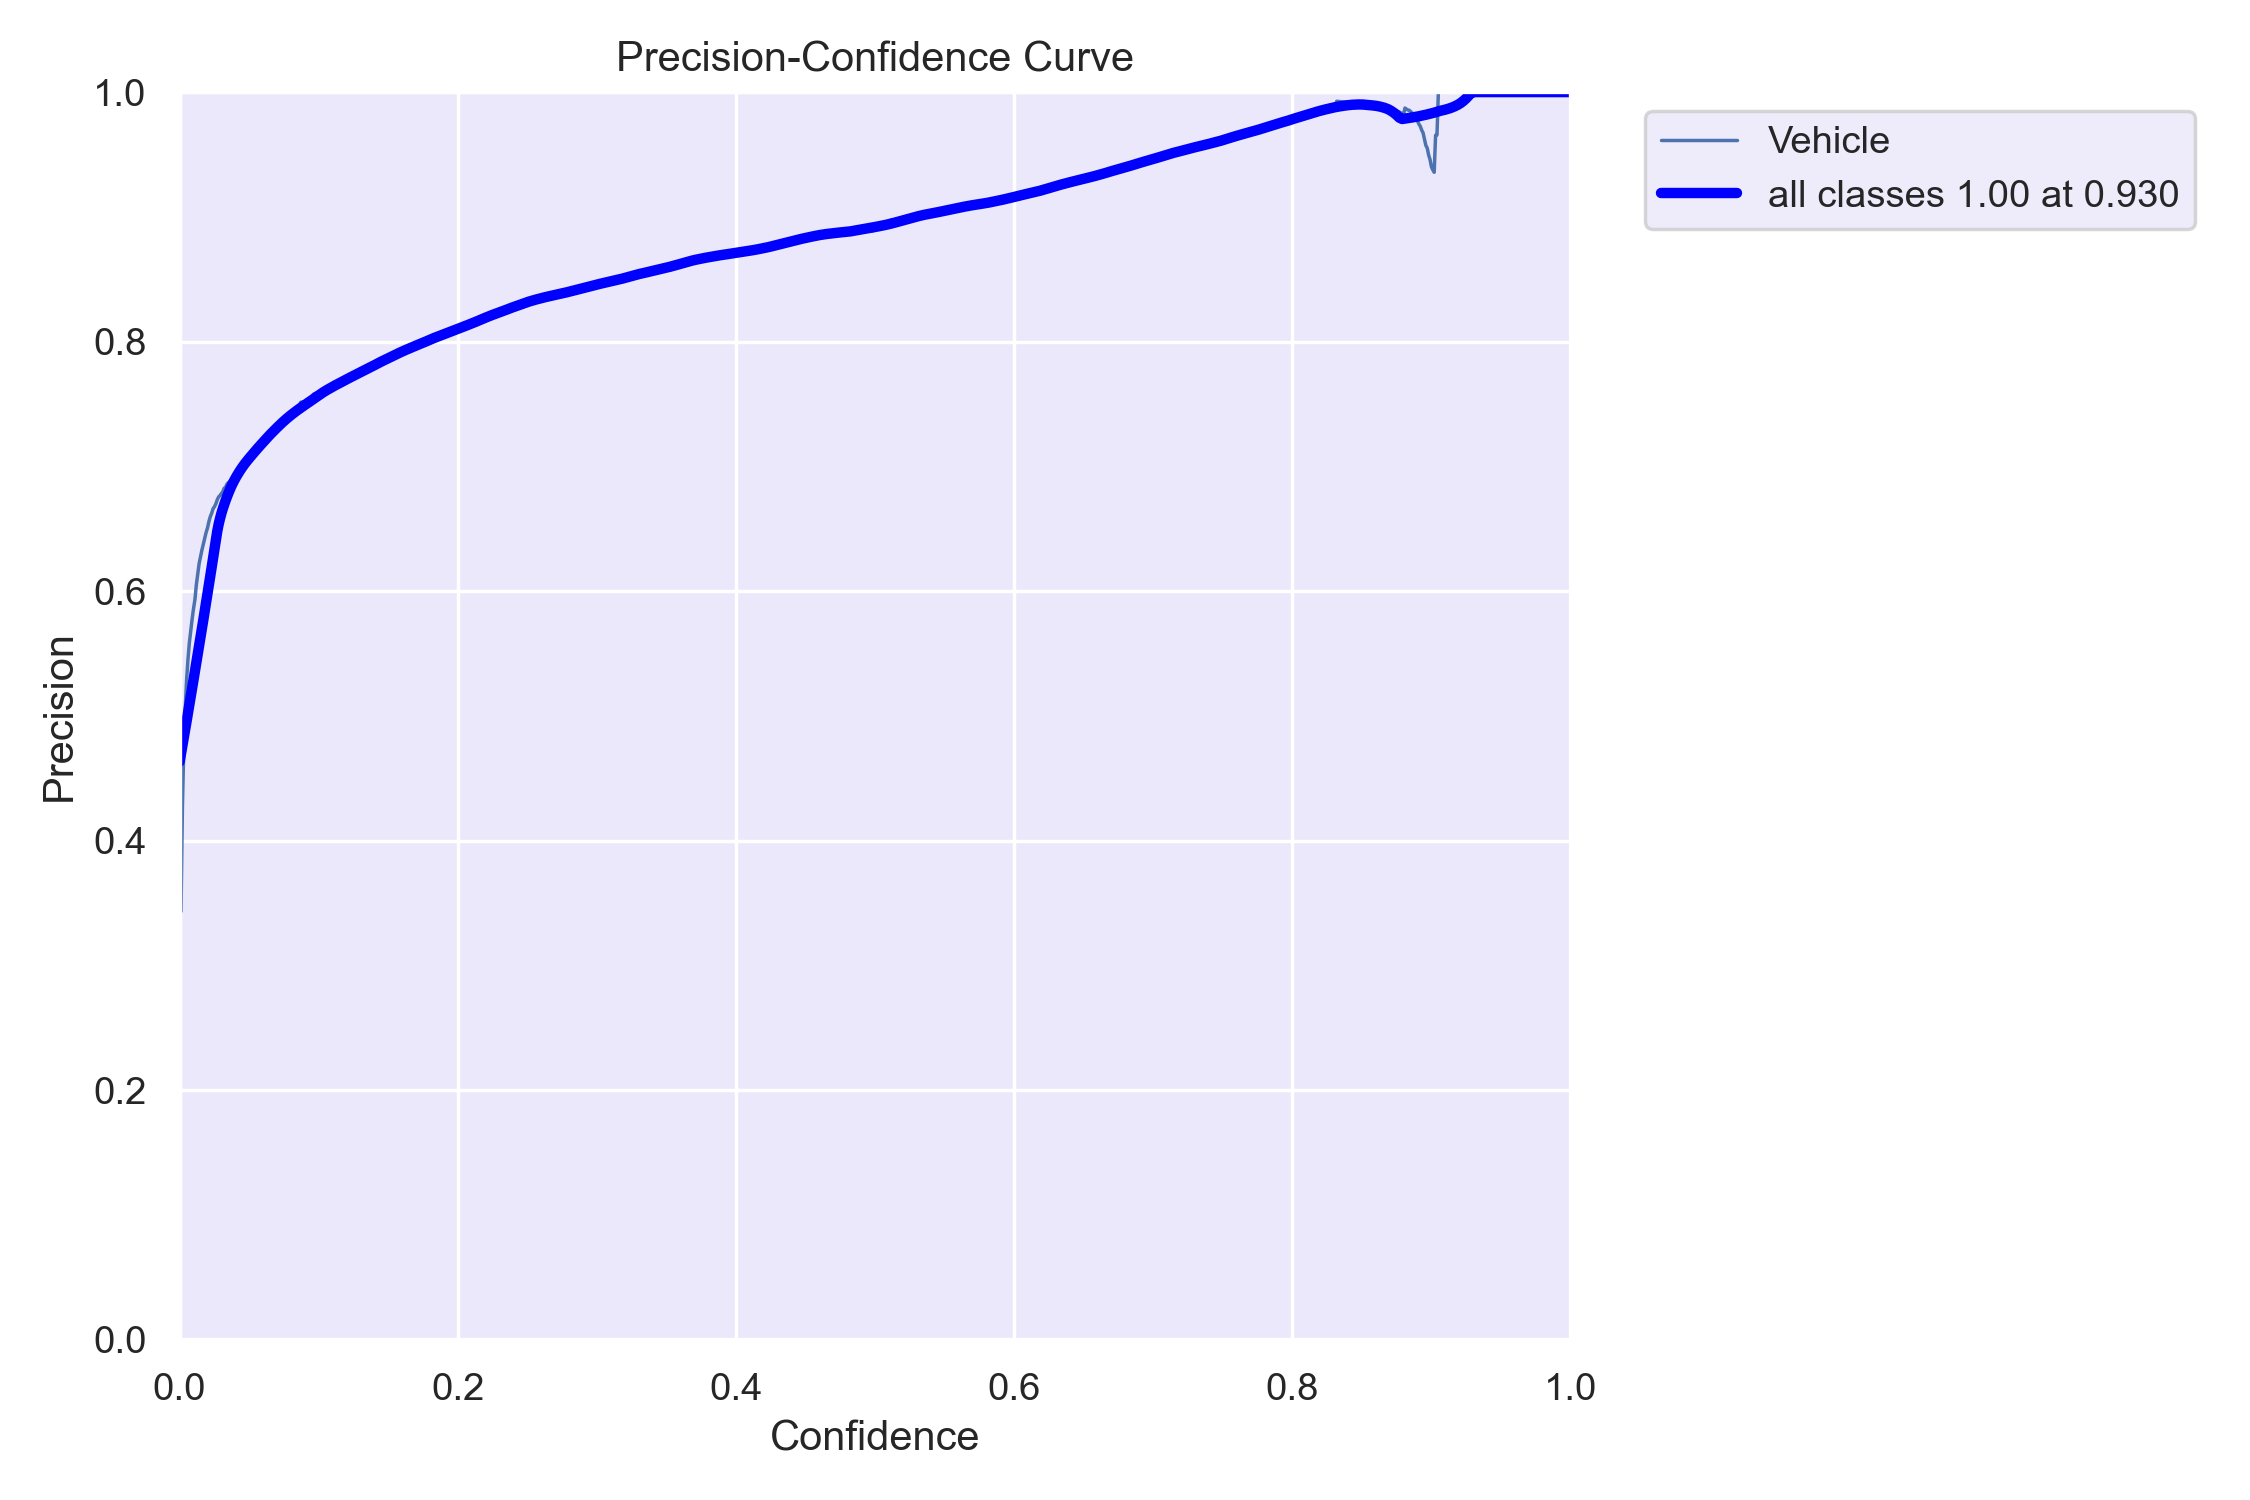 Precision-Confidence Curve
1.0
0.8
0.6
0.4
0.2
0.0
Precision
0.0 0.2 0.4 0.6 0.8 1.0
Confidence
Vehicle
all classes 1.00 at 0.930